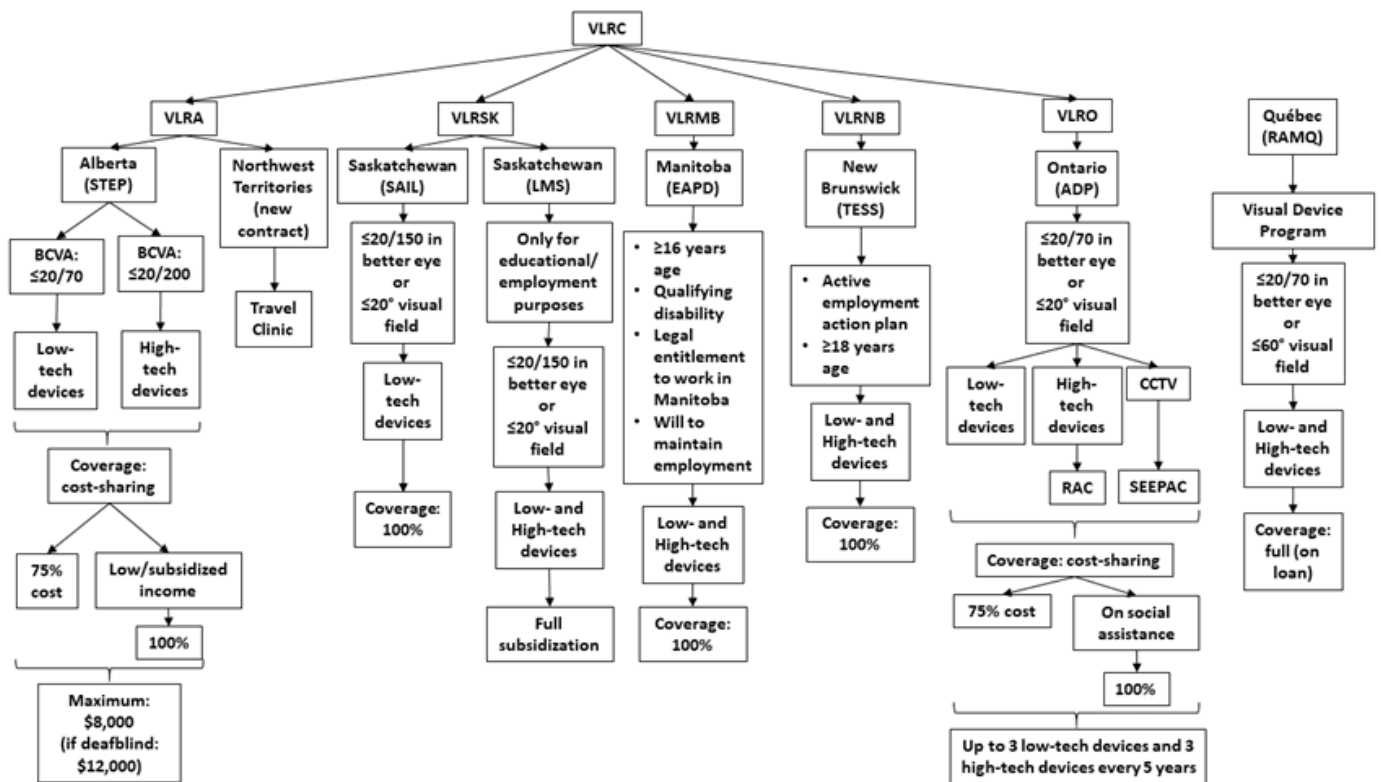 VLRC
VLRA
VLRSK
VLRMB
VLRNB
VLRO
Québec
(RAMQ)
Alberta
(STEP)
Northwest
Territories
(new
contract)
Saskatchewan
(SAIL)
Saskatchewan
(LMS)
Manitoba
(EAPD)
New
Brunswick
(TESS)
Ontario
(ADP)
Visual Device
Program
BCVA:
≤20/70
BCVA:
≤20/200
Travel
Clinic
≤20/150 in
better eye
or
≤20° visual
field
Only for
educational/
employment
purposes
• ≥16 years
age
• Qualifying
disability
• Legal
entitlement
to work in
Manitoba
• Will to
maintain
employment
• Active
employment
action plan
• ≥18 years
age
≤20/70 in
better eye
or
≤20° visual
field
≤20/70 in
better eye
or
≤60° visual
field
Low-
tech
devices
High-
tech
devices
Low-
tech
devices
≤20/150 in
better eye
or
≤20° visual
field
Low- and
High-tech
devices
Low-
tech
devices
High-
tech
devices
CCTV
Low- and
High-tech
devices
Coverage:
cost-sharing
Coverage:
100%
Low- and
High-tech
devices
Low- and
High-tech
devices
Coverage:
100%
RAC
SEEPAC
Coverage:
full (on
loan)
75%
cost
Low/subsidized
income
100%
Full
subsidization
Coverage:
100%
Coverage: cost-sharing
75% cost
On social
assistance
100%
Maximum:
$8,000
(if deafblind:
$12,000)
Up to 3 low-tech devices and 3
high-tech devices every 5 years